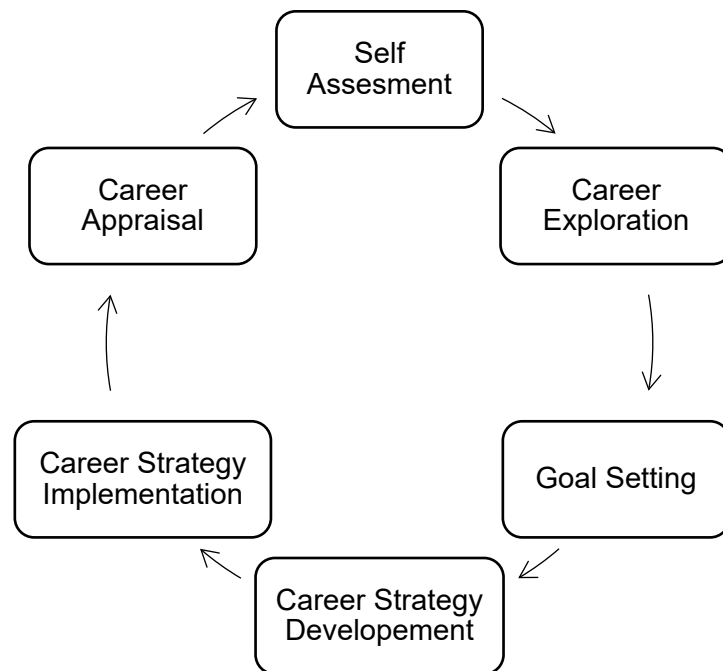 Self
Assesment
Career
Exploration
Goal Setting
Career Strategy
Developement
Career Strategy
Implementation
Career
Appraisal